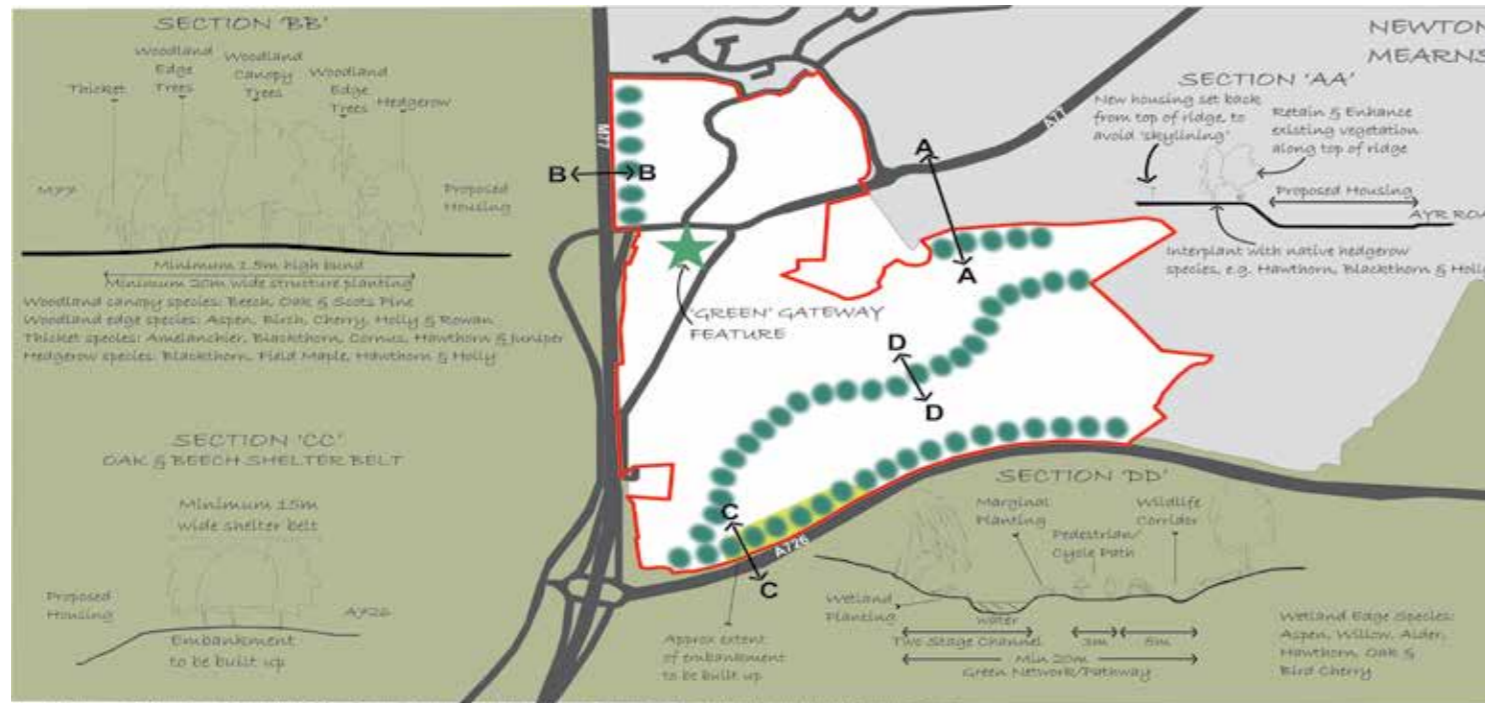 SECTION 'BB'
Thicket
Woodland
Edge
Trees
Woodland
Canopy
Trees
Woodland
Edge
Trees
Hedgerow
M77
Proposed
Housing
Minimum 1.5m high bund
Minimum 20m wide structure planting
Woodland canopy species: Beech, Oak & Scots Pine
Woodland edge species: Aspen, Birch, Cherry, Holly & Rowan
Thicket species: Amelanchier, Blackthorn, Cornus, Hawthorn & Juniper
Hedgerow species: Blackthorn, Field Maple, Hawthorn & Holly
SECTION 'CC'
OAK & BEECH SHELTER BELT
Minimum 15m
wide shelter belt
Proposed
Housing
A726
Embankment
to be built up
M77
B
B
'GREEN' GATEWAY
FEATURE
A77
A
A
D
D
C
C
A726
Approx extent
of embankment
to be built up
NEWTON
MEARNS
SECTION 'AA'
New housing set back
from top of ridge, to
avoid 'skylining'
Retain & Enhance
existing vegetation
along top of ridge
Proposed Housing
AYR ROA
Interplant with native hedgerow
species, e.g. Hawthorn, Blackthorn & Holly
SECTION 'DD'
Marginal
Planting
Wildlife
Corridor
Pedestrian/
Cycle Path
Wetland
Planting
water
Two Stage Channel
3m
5m
Min 20m
Green Network/Pathway
Wetland Edge Species:
Aspen, Willow, Alder,
Hawthorn, Oak &
Bird Cherry